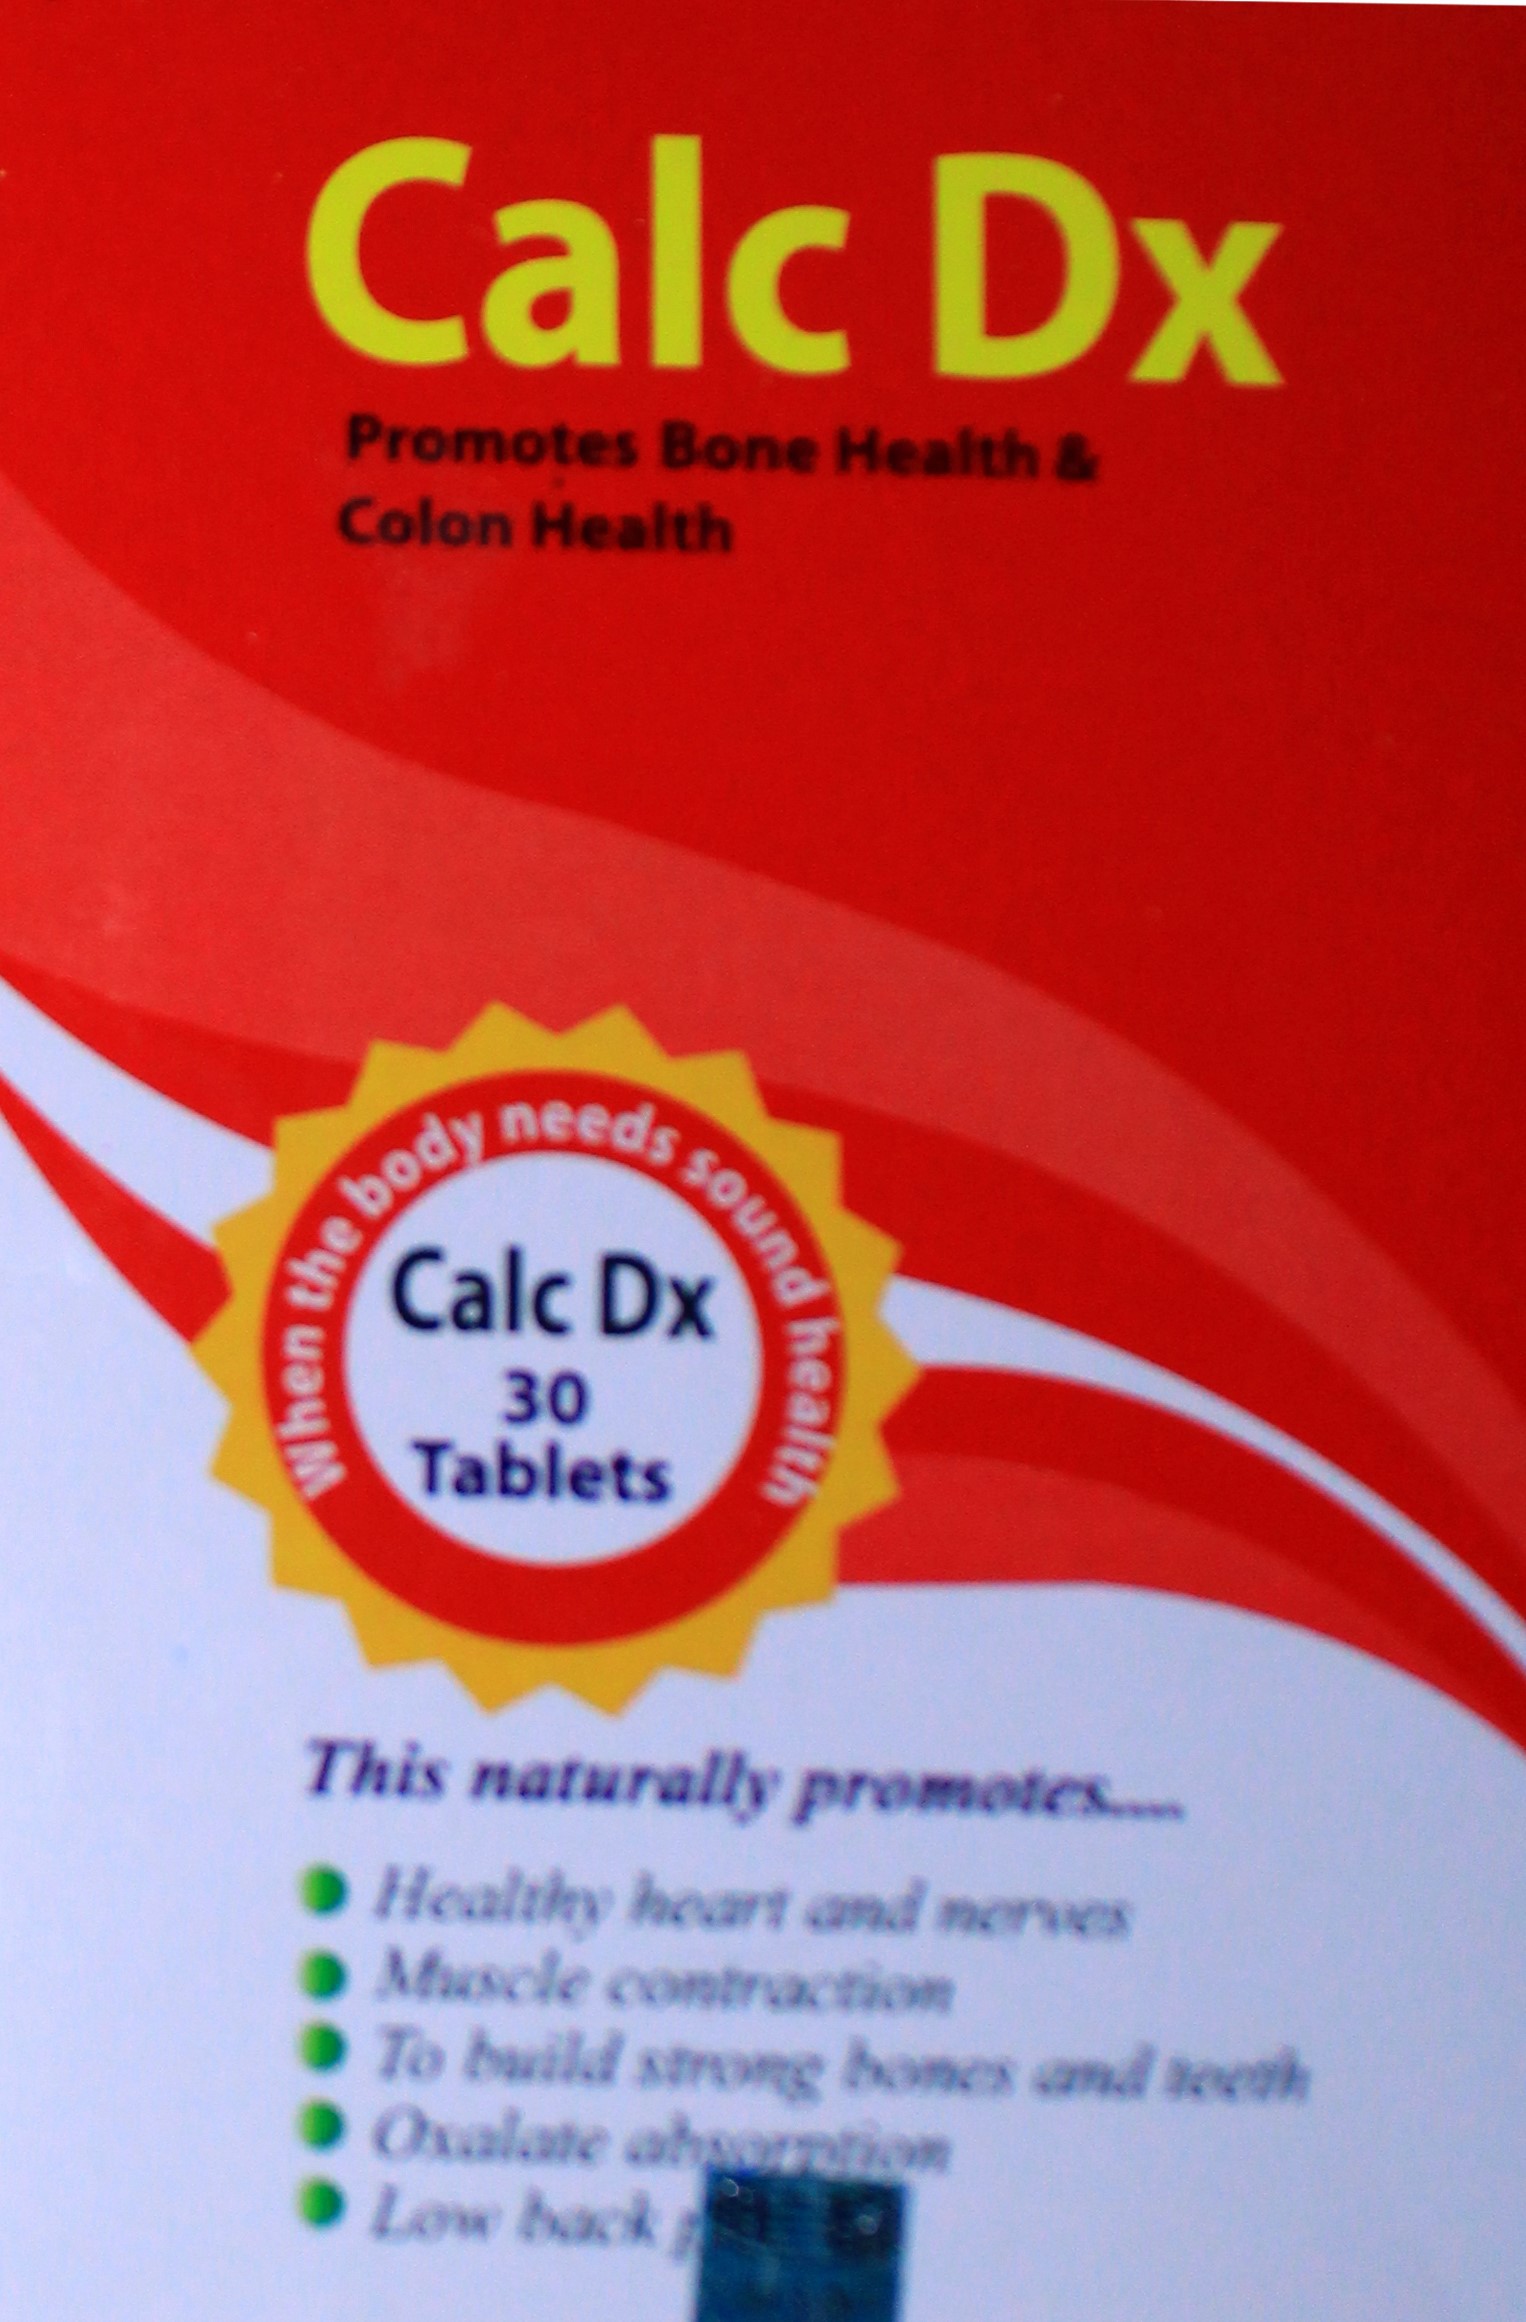 Calc Dx
Promotes Bone Health &
Colon Health
When the body needs sound health
Calc Dx
30
Tablets
This naturally promotes....
Healthy heart and nerves
Muscle contraction
To build strong bones and teeth
Oxalate absorption
Low back